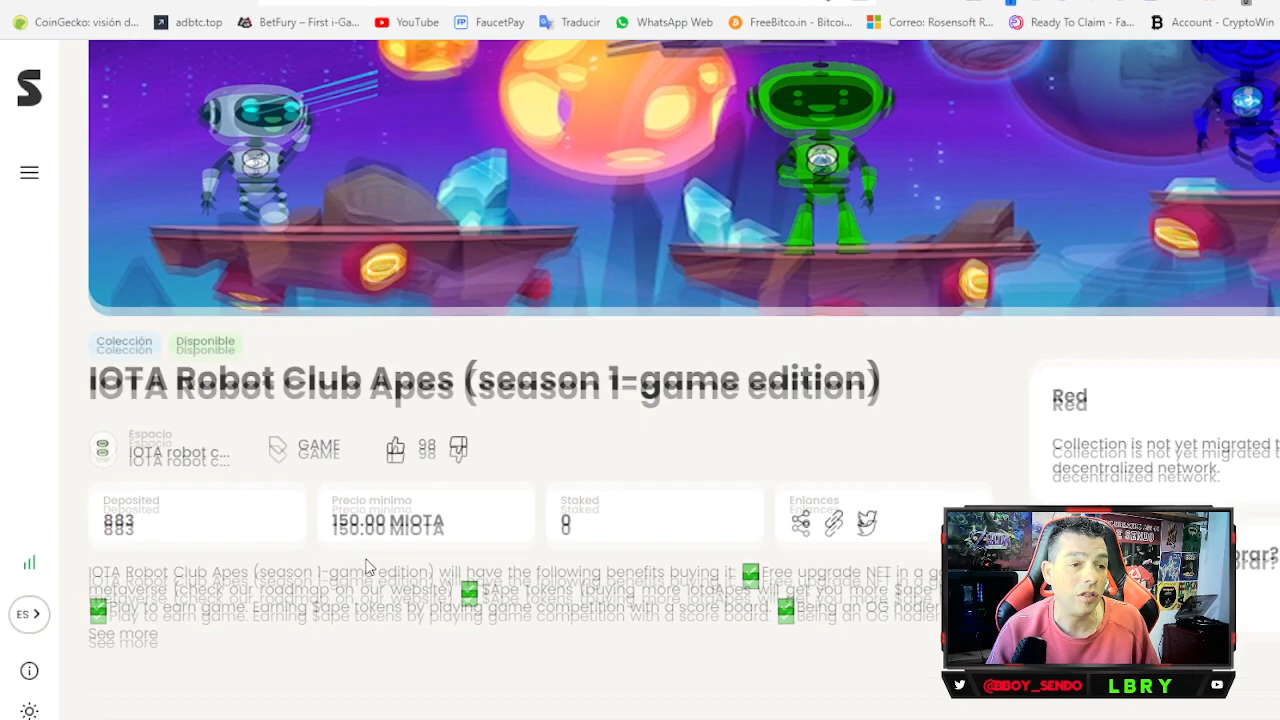 CoinGecko: visión d...
adbtc.top
BetFury – First i-Ga...
YouTube
FaucetPay
Traducir
WhatsApp Web
FreeBitco.in - Bitcoi...
Correo: Rosensoft R...
Ready To Claim - Fa...
Account - CryptoWin
S
Colección
Disponible
IOTA Robot Club Apes (season 1=game edition)
Espacio
IOTA robot c...
GAME
98
Red
Collection is not yet migrated t
decentralized network.
Deposited
883
Precio mínimo
150.00 MIOTA
Staked
0
Enlances
IOTA Robot Club Apes (season 1-game edition) will have the following benefits buying it: ✅Free upgrade NFT in a ga
metaverse (check our our website). ✅$Ape tokens (buying more will get you more $ape
✅Play to earn game. Earning $ape tokens by playing game competition with a score board. ✅Being an OG hodler
See more
rar?
ES >
@BBOY_SENDO
LBRY